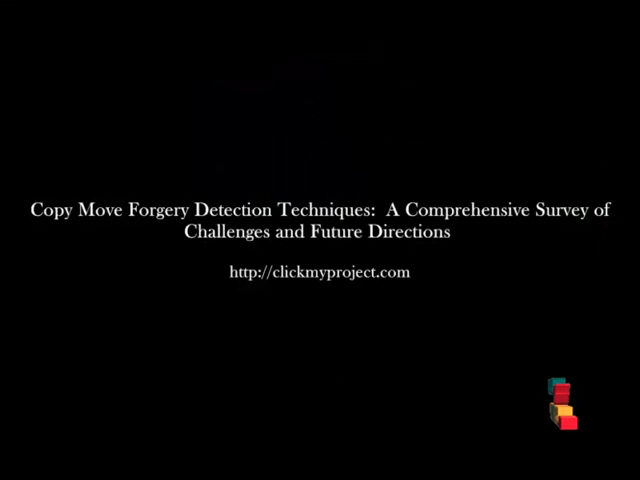 Copy Move Forgery Detection Techniques:  A Comprehensive Survey of
Challenges and Future Directions
http://clickmyproject.com